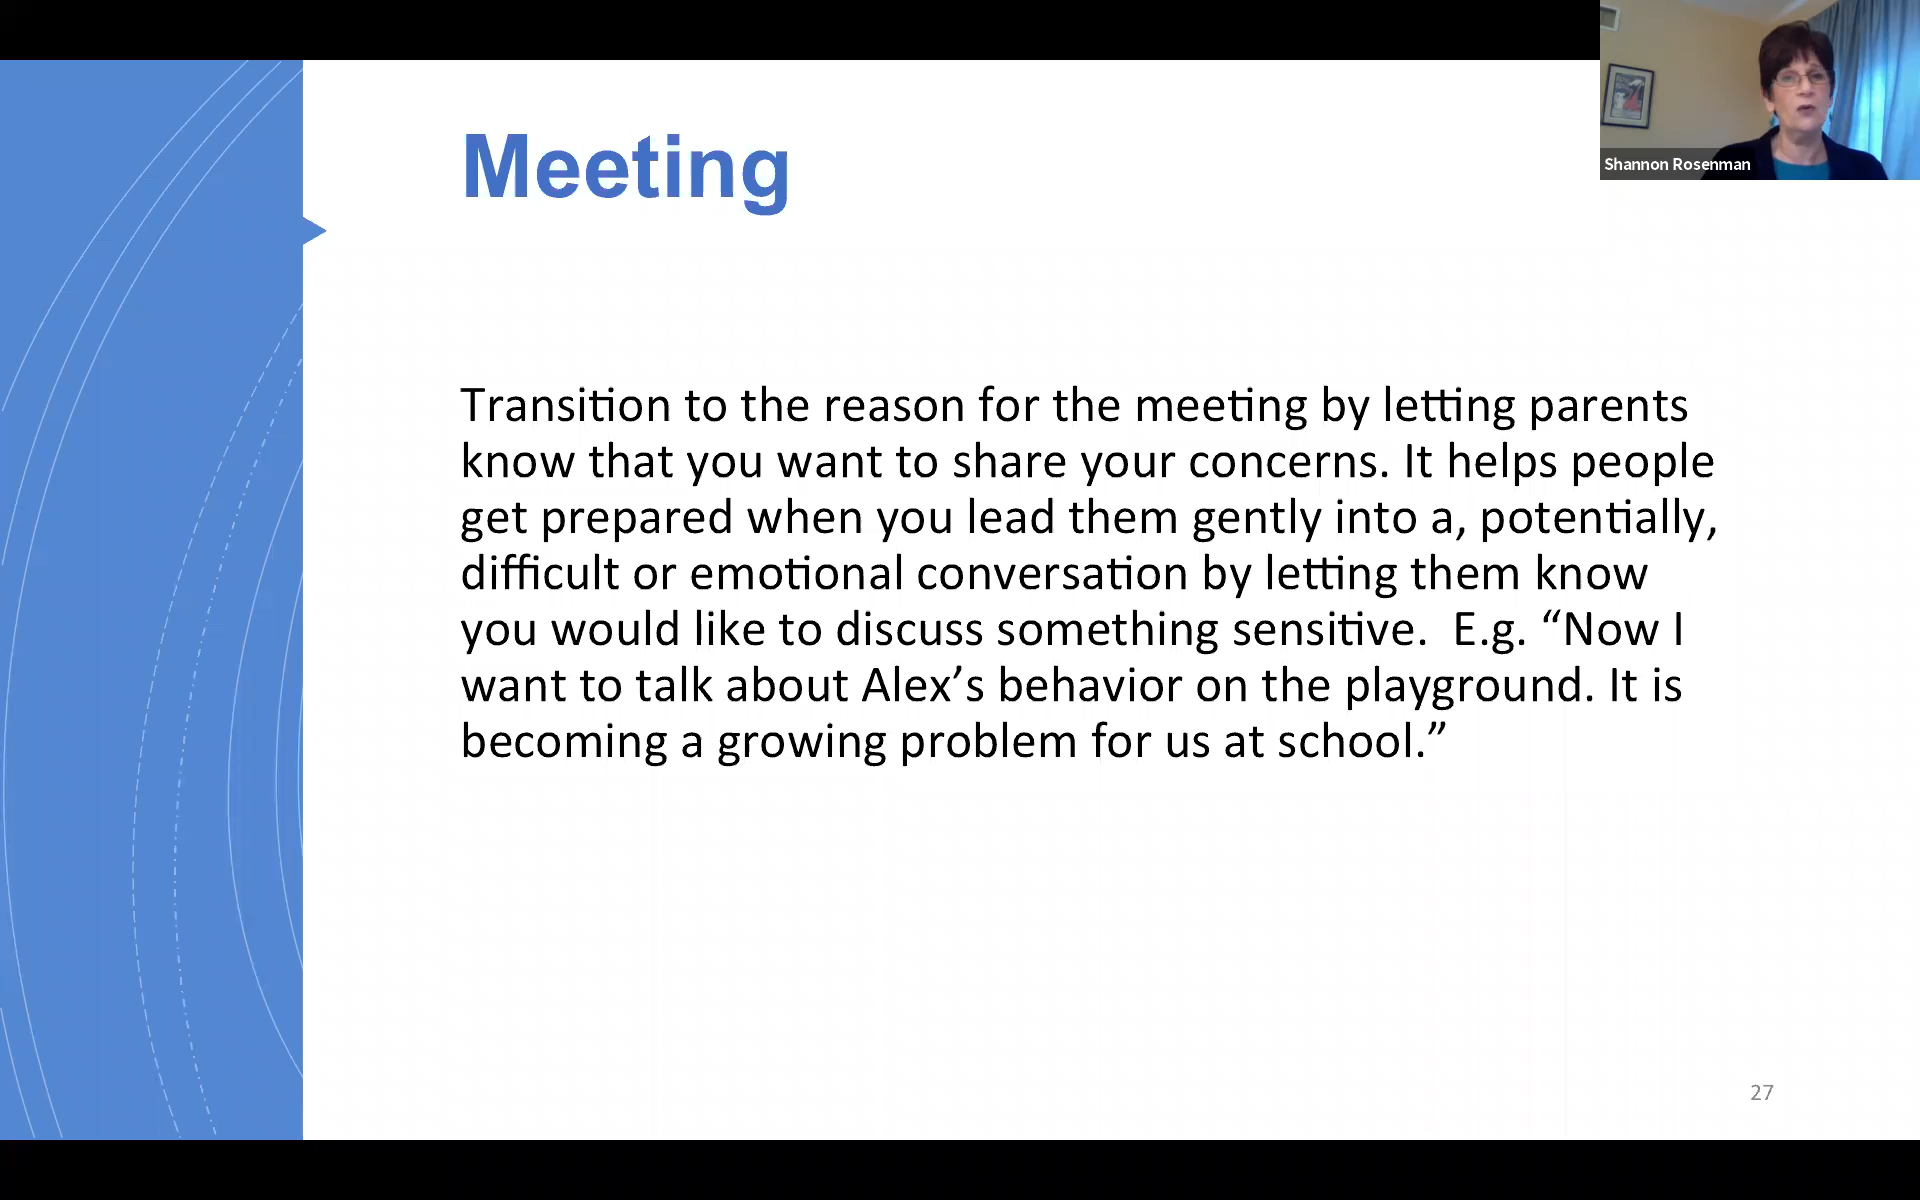 Meeting
Shannon Rosenman
Transition to the reason for the meeting by letting parents
know that you want to share your concerns. It helps people
get prepared when you lead them gently into a, potentially,
difficult or emotional conversation by letting them know
you would like to discuss something sensitive.  E.g. “Now I
want to talk about Alex’s behavior on the playground. It is
becoming a growing problem for us at school.”
27